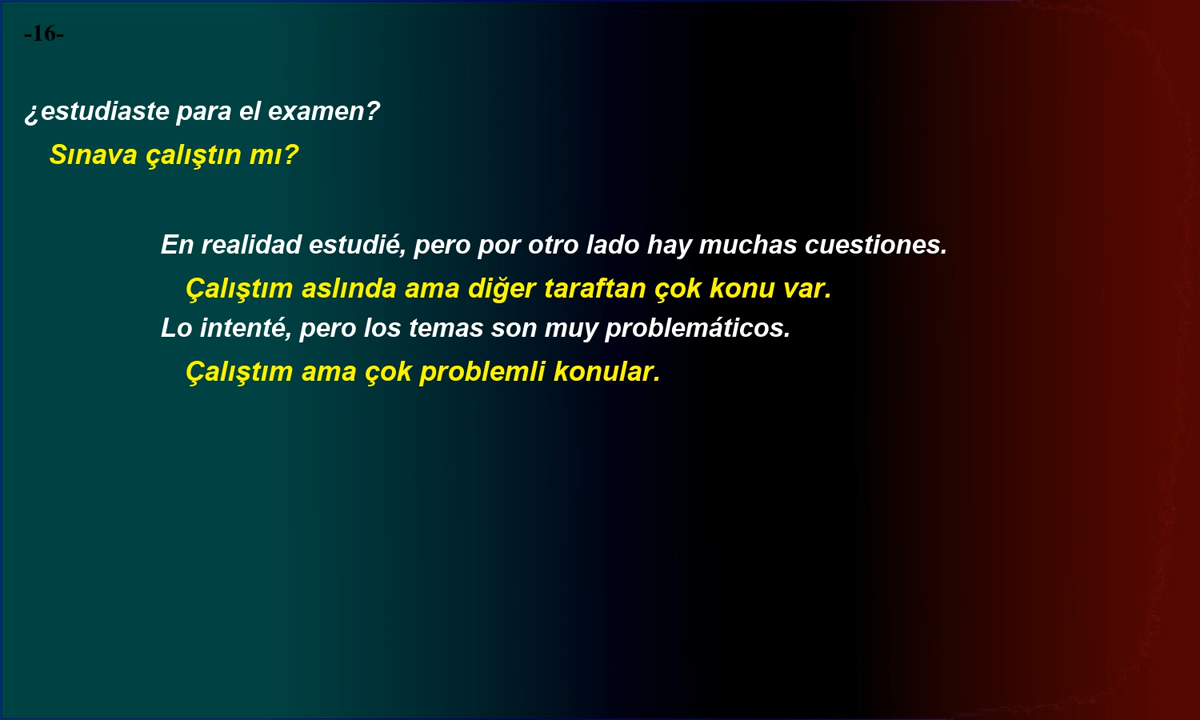 -16-
¿estudiaste para el examen?
Sınava çalıştın mı?
En realidad estudié, pero por otro lado hay muchas cuestiones.
Çalıştım aslında ama diğer taraftan çok konu var.
Lo intenté, pero los temas son muy problemáticos.
Çalıştım ama çok problemli konular.